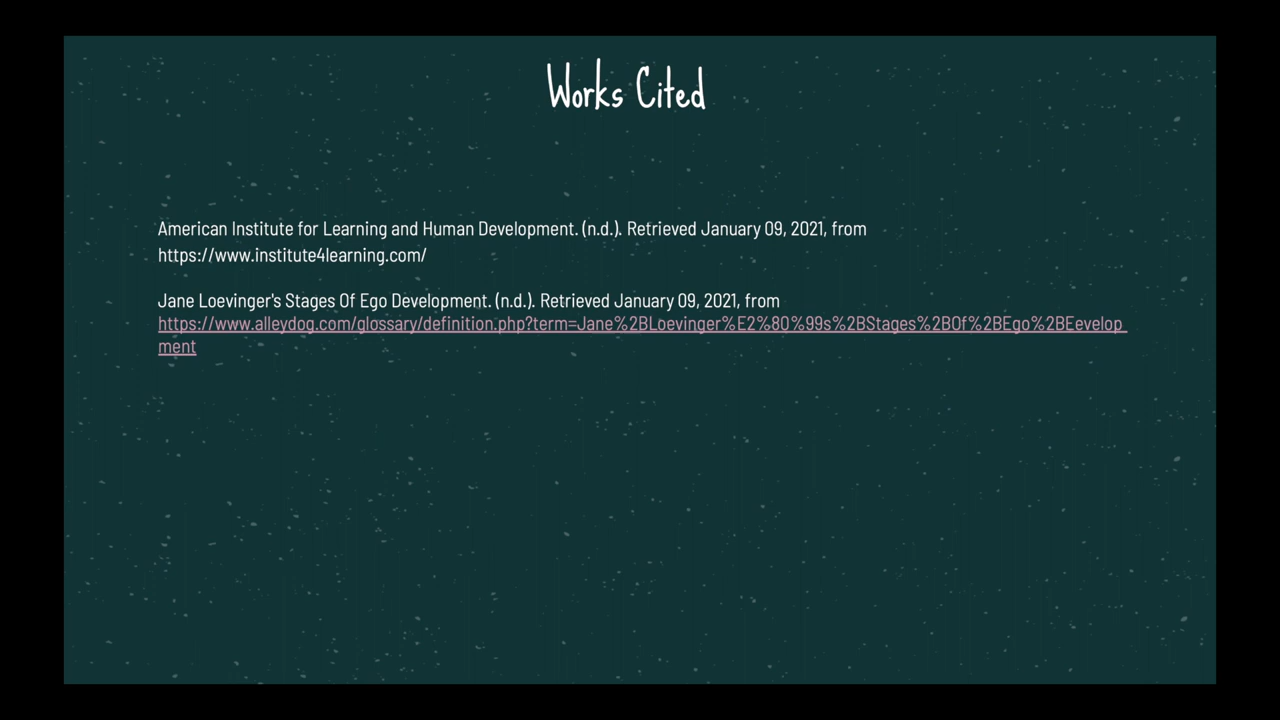 Works Cited
American Institute for Learning and Human Development. (n.d.). Retrieved January 09, 2021, from
https://www.institute4learning.com/
Jane Loevinger's Stages Of Ego Development. (n.d.). Retrieved January 09, 2021, from
https://www.alleydog.com/glossary/definition.php?term=Jane%2BLoevinger%E2%80%99s%2BStages%2BOf%2BEgo%2BEevelop
ment